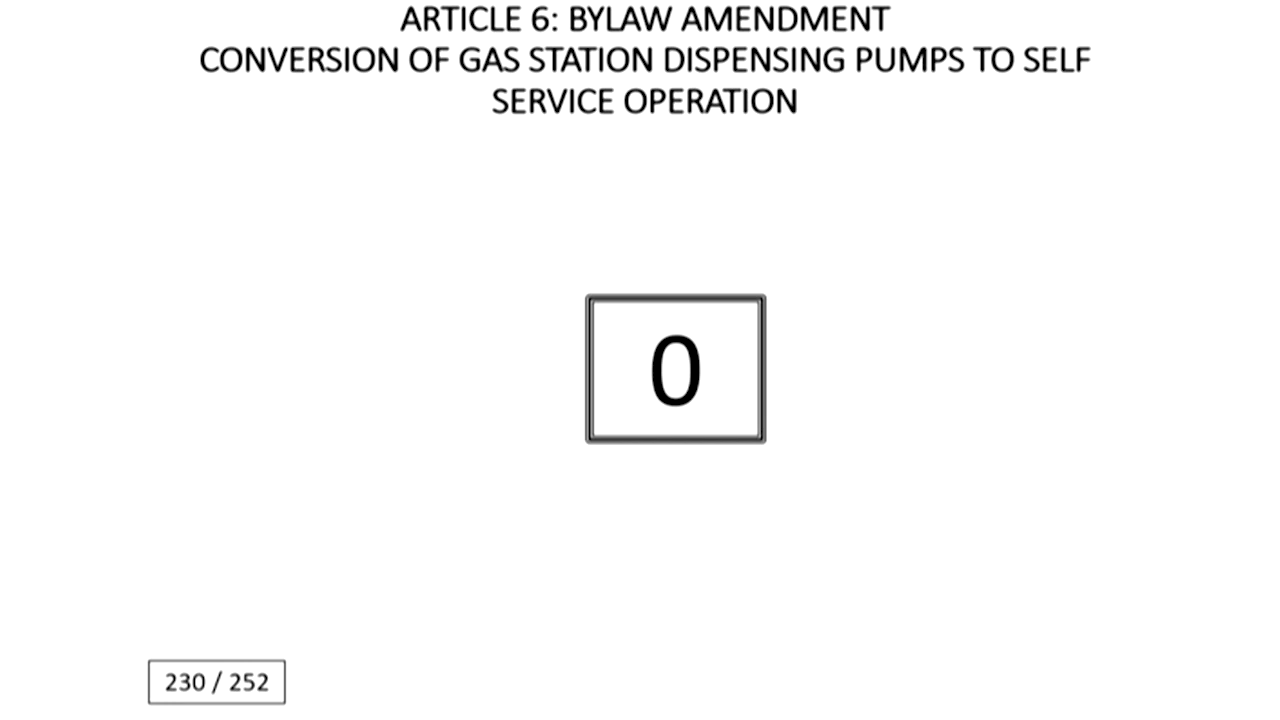 ARTICLE 6: BYLAW AMENDMENT
CONVERSION OF GAS STATION DISPENSING PUMPS TO SELF
SERVICE OPERATION
0
230 / 252